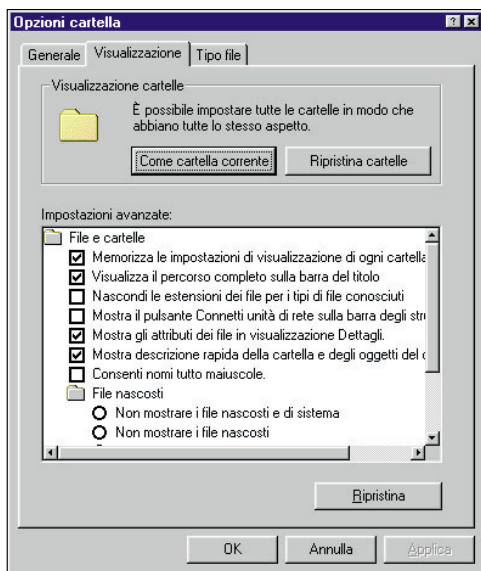 Opzioni cartella
Generale Visualizzazione Tipo file
Visualizzazione cartelle
È possibile impostare tutte le cartelle in modo che
abbiano tutte lo stesso aspetto.
Come cartella corrente Ripristina cartelle
Impostazioni avanzate:
File e cartelle
Memorizza le impostazioni di visualizzazione di ogni cartella
Visualizza il percorso completo sulla barra del titolo
Nascondi le estensioni dei file per i tipi di file conosciuti
Mostra il pulsante Connetti unità di rete sulla barra degli stru
Mostra gli attributi dei file in visualizzazione Dettagli.
Mostra descrizione rapida della cartella e degli oggetti del d
Consenti nomi tutto maiuscole.
File nascosti
Non mostrare i file nascosti e di sistema
Non mostrare i file nascosti
Ripristina
OK Annulla Applica